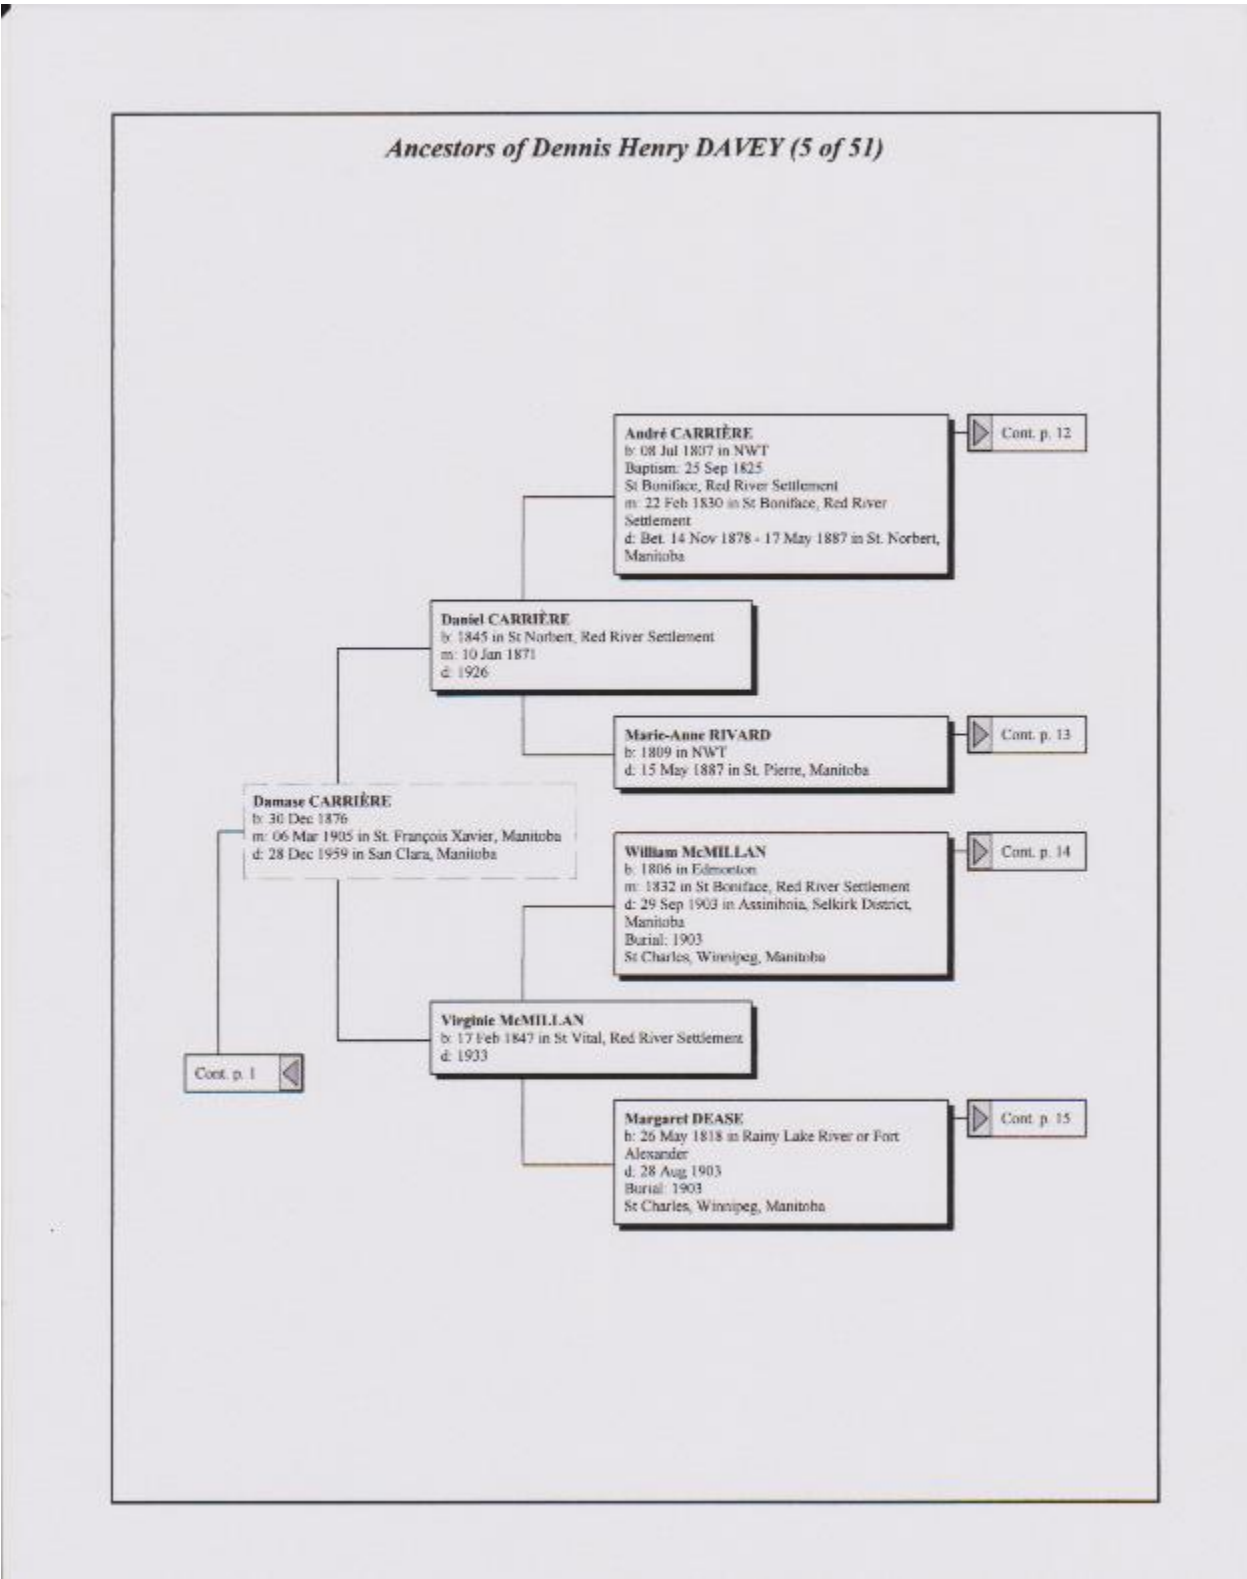 Ancestors of Dennis Henry DAVEY (5 of 51)
André CARRIÈRE
b: 08 Jul 1807 in NWT
Baptism: 25 Sep 1825
St Boniface, Red River Settlement
m: 22 Feb 1830 in St Boniface, Red River
Settlement
d: Bet. 14 Nov 1878 - 17 May 1887 in St. Norbert,
Manitoba
Cont. p. 12
Daniel CARRIÈRE
b: 1845 in St Norbert, Red River Settlement
m: 10 Jan 1871
d: 1926
Marie-Anne RIVARD
b: 1809 in NWT
d: 15 May 1887 in St. Pierre, Manitoba
Cont. p. 13
Damase CARRIÈRE
b: 30 Dec 1876
m: 06 Mar 1905 in St. François Xavier, Manitoba
d: 28 Dec 1959 in San Clara, Manitoba
William McMILLAN
b: 1806 in Edmonton
m: 1832 in St Boniface, Red River Settlement
d: 29 Sep 1903 in Assiniboia, Selkirk District,
Manitoba
Burial: 1903
St Charles, Winnipeg, Manitoba
Cont. p. 14
Virginie McMILLAN
b: 17 Feb 1847 in St Vital, Red River Settlement
d: 1933
Cont. p. 1
Margaret DEASE
b: 26 May 1818 in Rainy Lake River or Fort
Alexander
d: 28 Aug 1903
Burial: 1903
St Charles, Winnipeg, Manitoba
Cont. p. 15